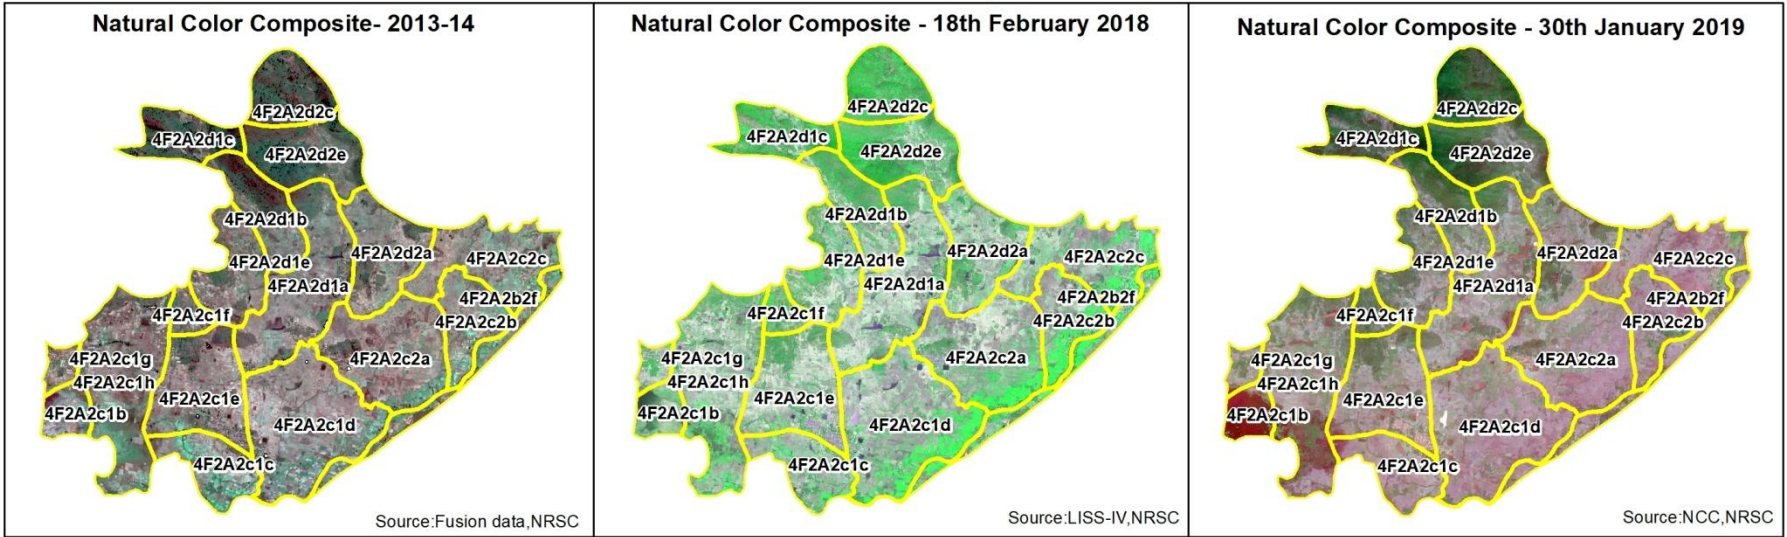 Natural Color Composite- 2013-14
4F2A2d2c
4F2A2d1c
4F2A2d2e
4F2A2d1b
4F2A2d2a
4F2A2d1e
4F2A2c2c
4F2A2d1a
4F2A2b2f
4F2A2c1f
4F2A2c2b
4F2A2c1g
4F2A2c2a
4F2A2c1h
4F2A2c1e
4F2A2c1b
4F2A2c1d
4F2A2c1c
Source:Fusion data,NRSC
Natural Color Composite - 18th February 2018
4F2A2d2c
4F2A2d1c
4F2A2d2e
4F2A2d1b
4F2A2d2a
4F2A2d1e
4F2A2c2c
4F2A2d1a
4F2A2b2f
4F2A2c1f
4F2A2c2b
4F2A2c1g
4F2A2c2a
4F2A2c1h
4F2A2c1e
4F2A2c1b
4F2A2c1d
4F2A2c1c
Source:LISS-IV,NRSC
Natural Color Composite - 30th January 2019
4F2A2d2c
4F2A2d1c
4F2A2d2e
4F2A2d1b
4F2A2d2a
4F2A2d1e
4F2A2c2c
4F2A2d1a
4F2A2b2f
4F2A2c1f
4F2A2c2b
4F2A2c1g
4F2A2c2a
4F2A2c1h
4F2A2c1e
4F2A2c1b
4F2A2c1d
4F2A2c1c
Source:NCC,NRSC